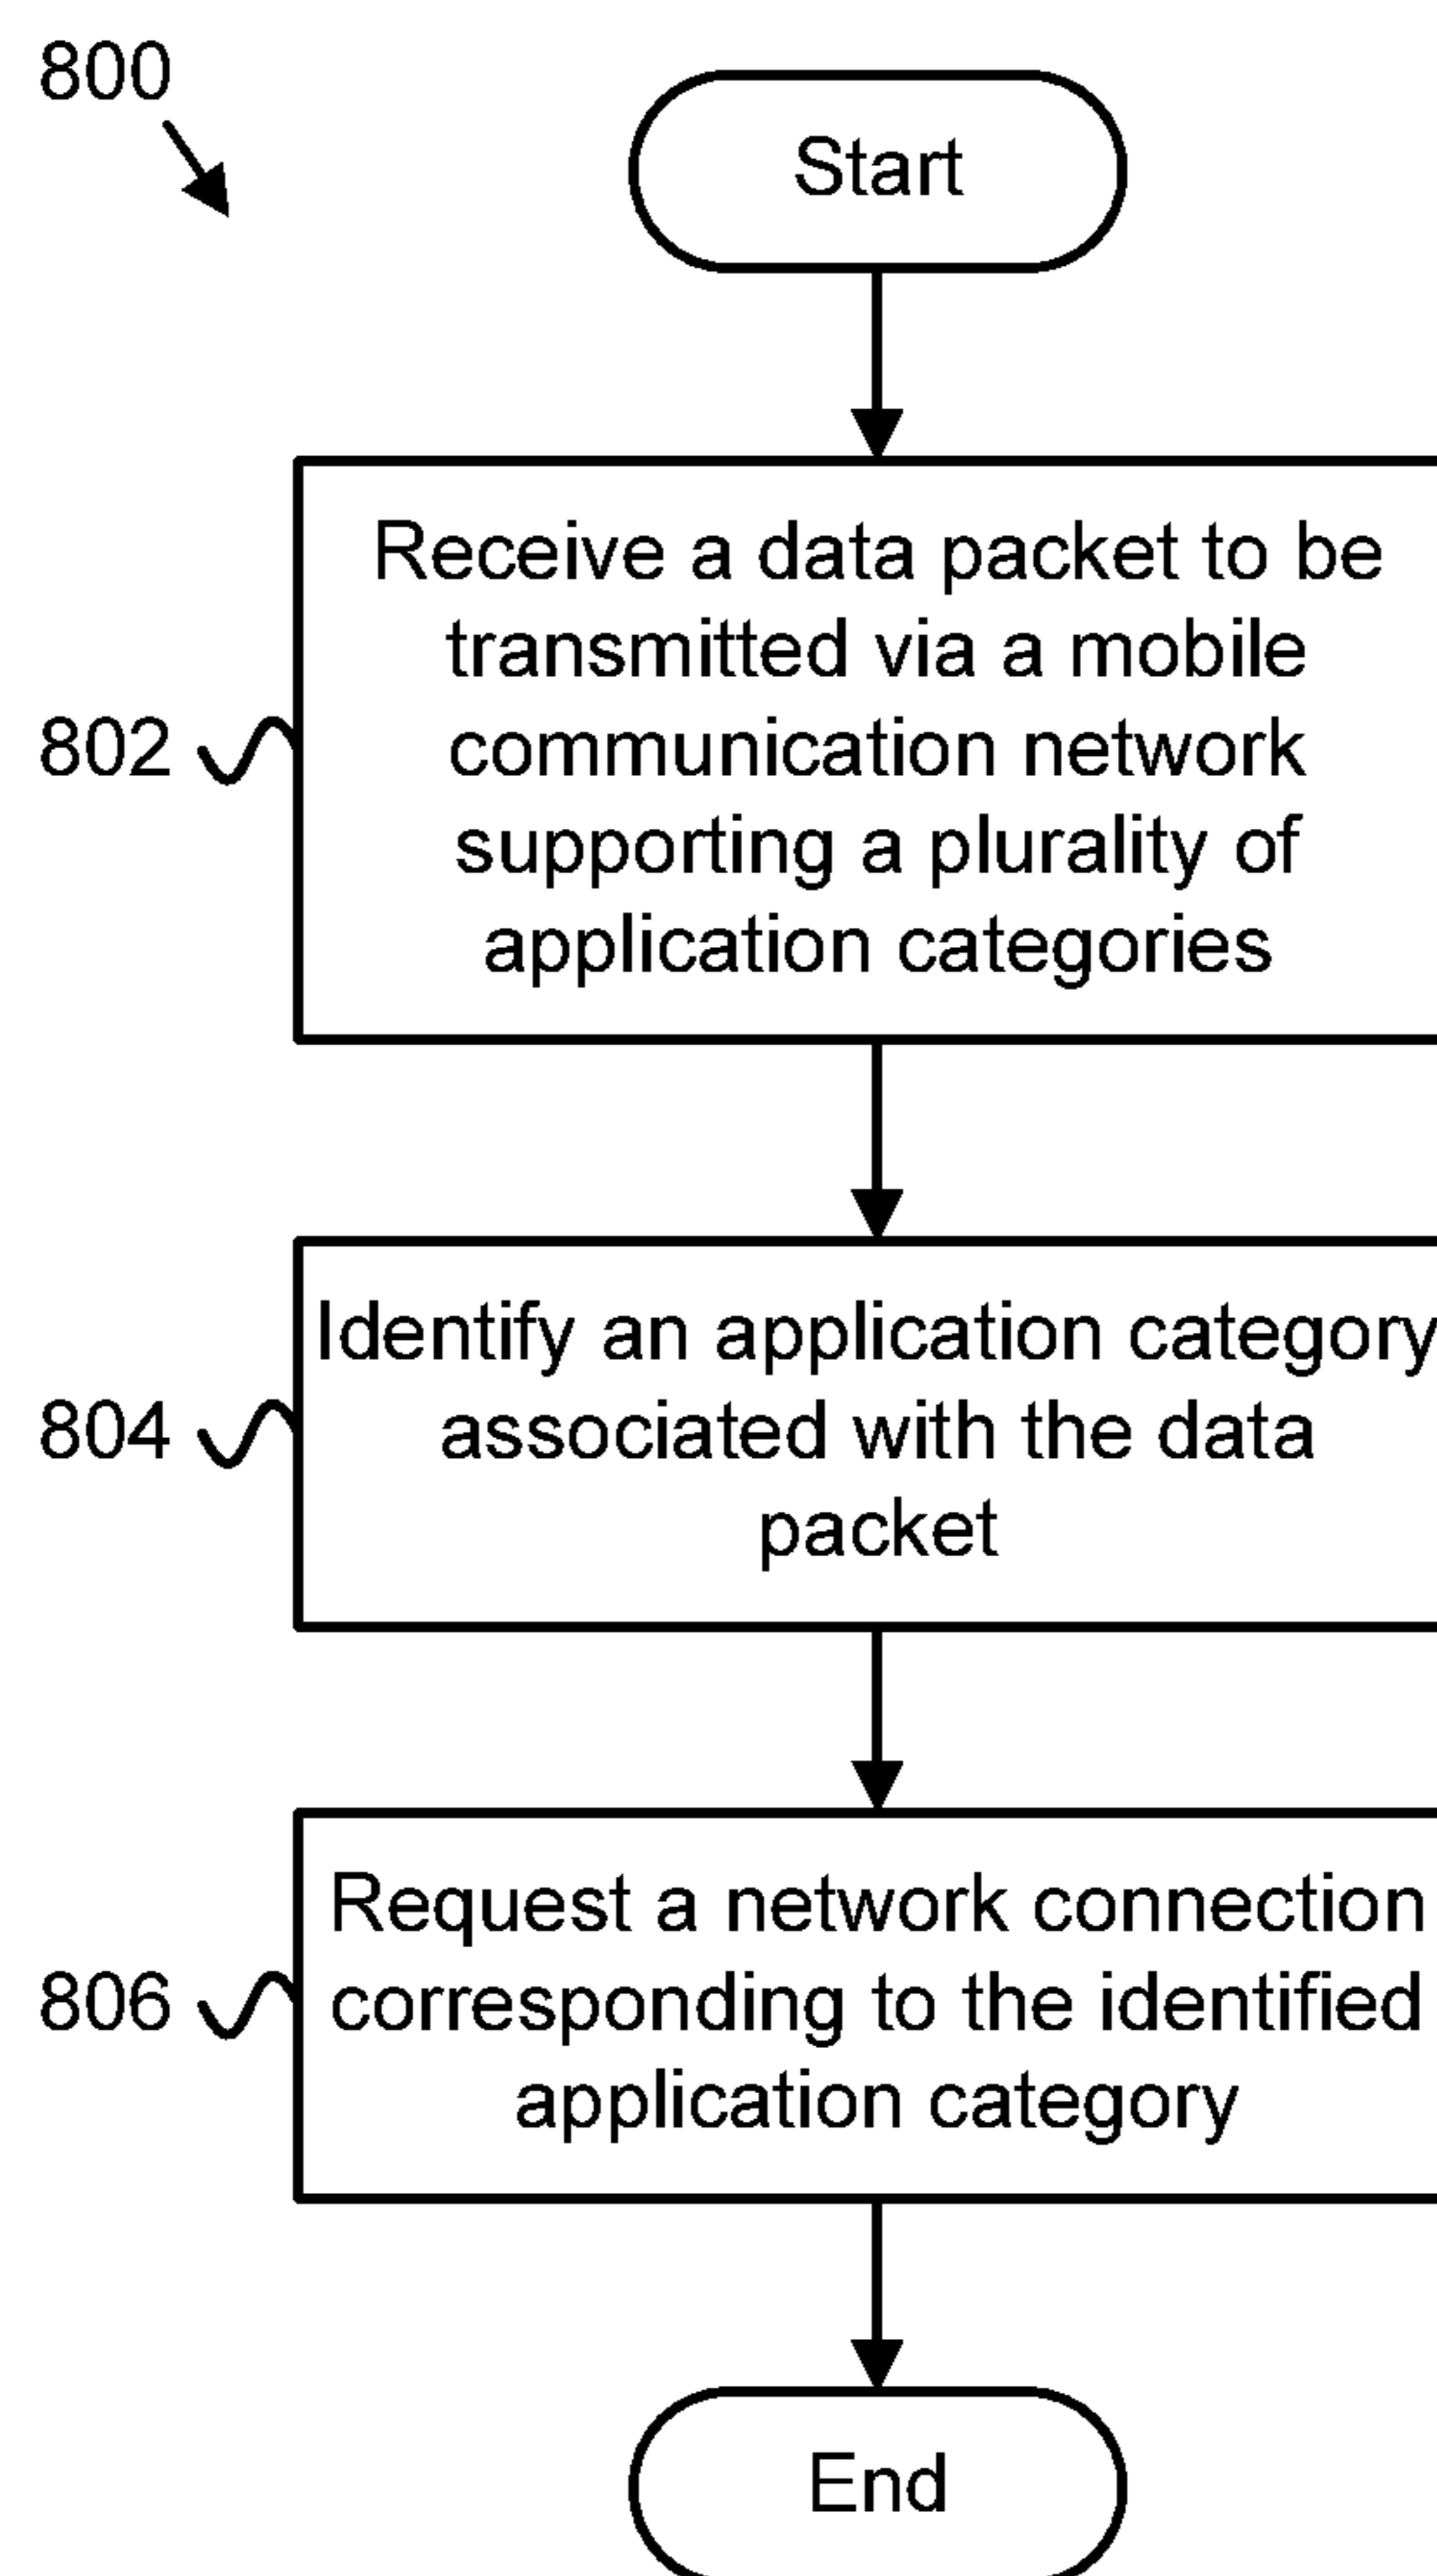 800
Start
Receive a data packet to be
transmitted via a mobile
communication network
supporting a plurality of
application categories
802
Identify an application category
associated with the data
packet
804
Request a network connection
corresponding to the identified
application category
806
End